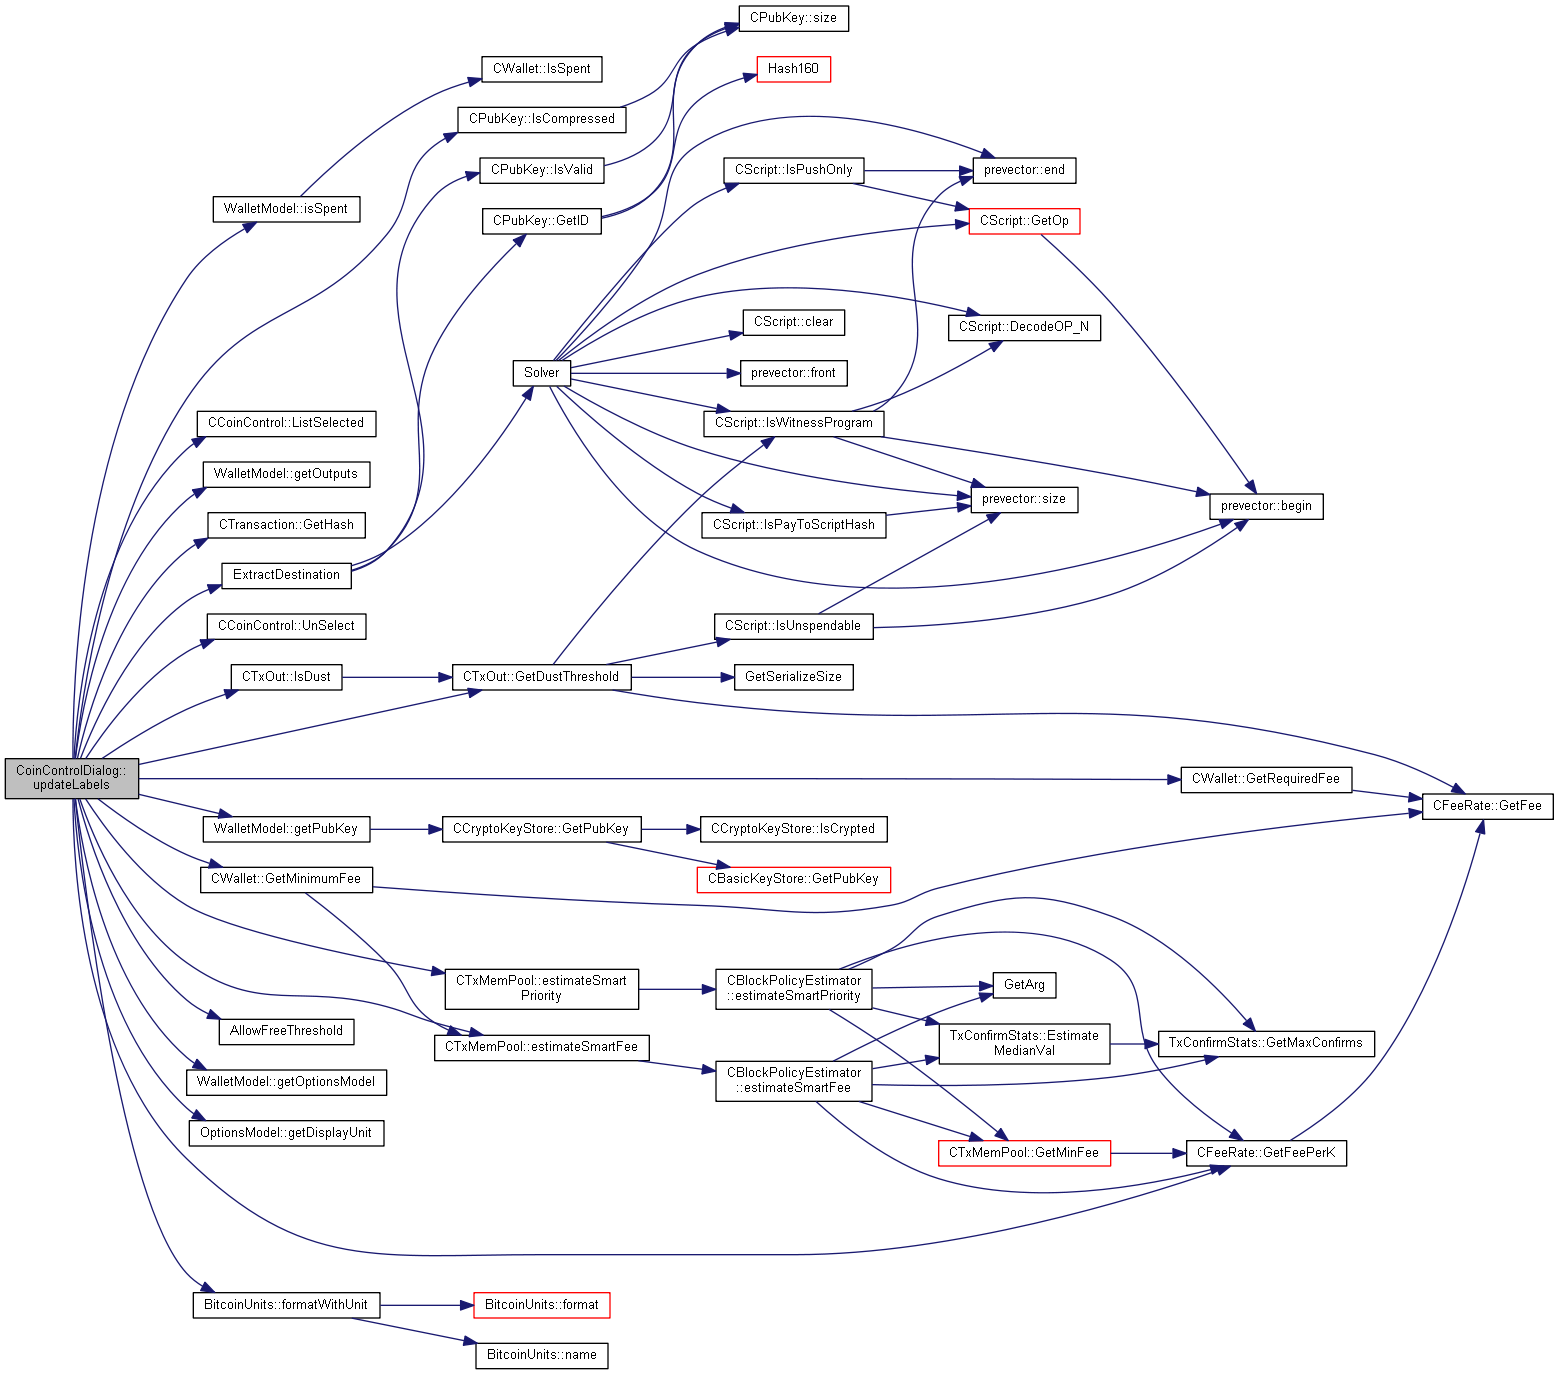 CPubKey::size
CWallet::IsSpent
Hash160
CPubKey::IsCompressed
CPubKey::IsValid
CScript::IsPushOnly
prevector::end
WalletModel::isSpent
CPubKey::GetID
CScript::GetOp
CScript::clear
CScript::DecodeOP_N
Solver
prevector::front
CCoinControl::ListSelected
CScript::IsWitnessProgram
WalletModel::getOutputs
prevector::size
prevector::begin
CTransaction::GetHash
CScript::IsPayToScriptHash
ExtractDestination
CCoinControl::UnSelect
CScript::IsUnspendable
CTxOut::IsDust
CTxOut::GetDustThreshold
GetSerializeSize
CoinControlDialog::
updateLabels
CWallet::GetRequiredFee
CFeeRate::GetFee
WalletModel::getPubKey
CCryptoKeyStore::GetPubKey
CCryptoKeyStore::IsCrypted
CWallet::GetMinimumFee
CBasicKeyStore::GetPubKey
CTxMemPool::estimateSmart
Priority
CBlockPolicyEstimator
::estimateSmartPriority
GetArg
AllowFreeThreshold
CTxMemPool::estimateSmartFee
TxConfirmStats::Estimate
MedianVal
TxConfirmStats::GetMaxConfirms
WalletModel::getOptionsModel
CBlockPolicyEstimator
::estimateSmartFee
OptionsModel::getDisplayUnit
CTxMemPool::GetMinFee
CFeeRate::GetFeePerK
BitcoinUnits::formatWithUnit
BitcoinUnits::format
BitcoinUnits::name